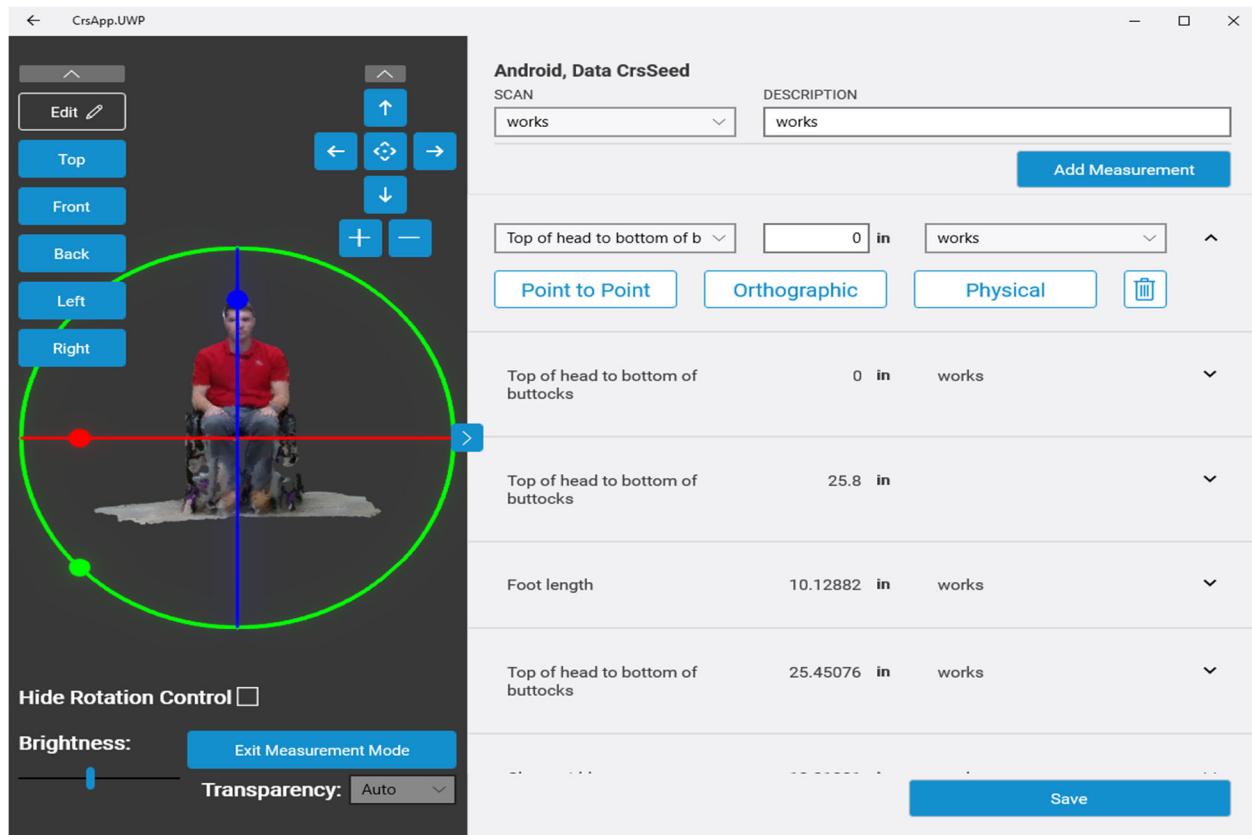 CrsApp.UWP
Edit
Top
Front
Back
Left
Right
Hide Rotation Control
Brightness:
Exit Measurement Mode
Transparency:
Auto
Android, Data CrsSeed
SCAN
DESCRIPTION
works
works
Add Measurement
Top of head to bottom of b
0 in
works
Point to Point
Orthographic
Physical
Top of head to bottom of
buttocks
0 in
works
Top of head to bottom of
buttocks
25.8 in
Foot length
10.12882 in
works
Top of head to bottom of
buttocks
25.45076 in
works
Save